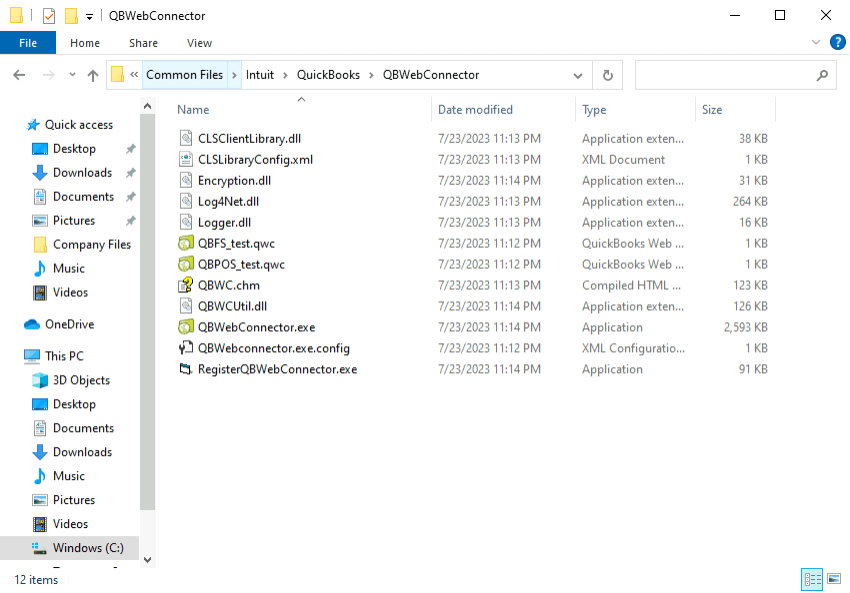 QBWebConnector
File Home Share View
« Common Files > Intuit > QuickBooks > QBWebConnector
Name Date modified Type Size
Quick access
Desktop
Downloads
Documents
Pictures
Company Files
Music
Videos
OneDrive
This PC
3D Objects
Desktop
Documents
Downloads
Music
Pictures
Videos
Windows (C:)
CLSClientLibrary.dll 7/23/2023 11:13 PM Application exten... 38 KB
CLSLibraryConfig.xml 7/23/2023 11:13 PM XML Document 1 KB
Encryption.dll 7/23/2023 11:14 PM Application exten... 31 KB
Log4Net.dll 7/23/2023 11:13 PM Application exten... 264 KB
Logger.dll 7/23/2023 11:13 PM Application exten... 16 KB
QBFS_test.qwc 7/23/2023 11:12 PM QuickBooks Web ... 1 KB
QBPOS_test.qwc 7/23/2023 11:12 PM QuickBooks Web ... 1 KB
QBWC.chm 7/23/2023 11:13 PM Compiled HTML ... 123 KB
QBWCUtil.dll 7/23/2023 11:14 PM Application exten... 126 KB
QBWebConnector.exe 7/23/2023 11:14 PM Application 2,593 KB
QBWebconnector.exe.config 7/23/2023 11:12 PM XML Configuratio... 1 KB
RegisterQBWebConnector.exe 7/23/2023 11:14 PM Application 91 KB
12 items